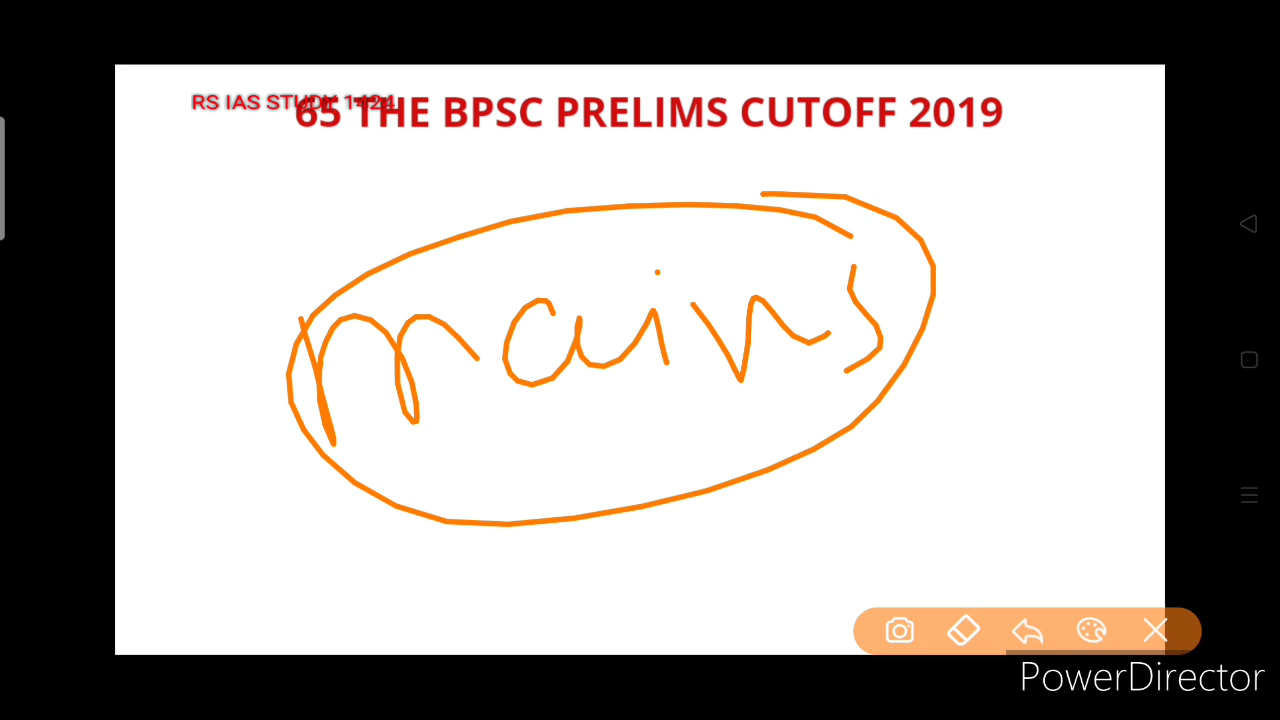 RS IAS STUDY 1424
65 THE BPSC PRELIMS CUTOFF 2019
mains
PowerDirector